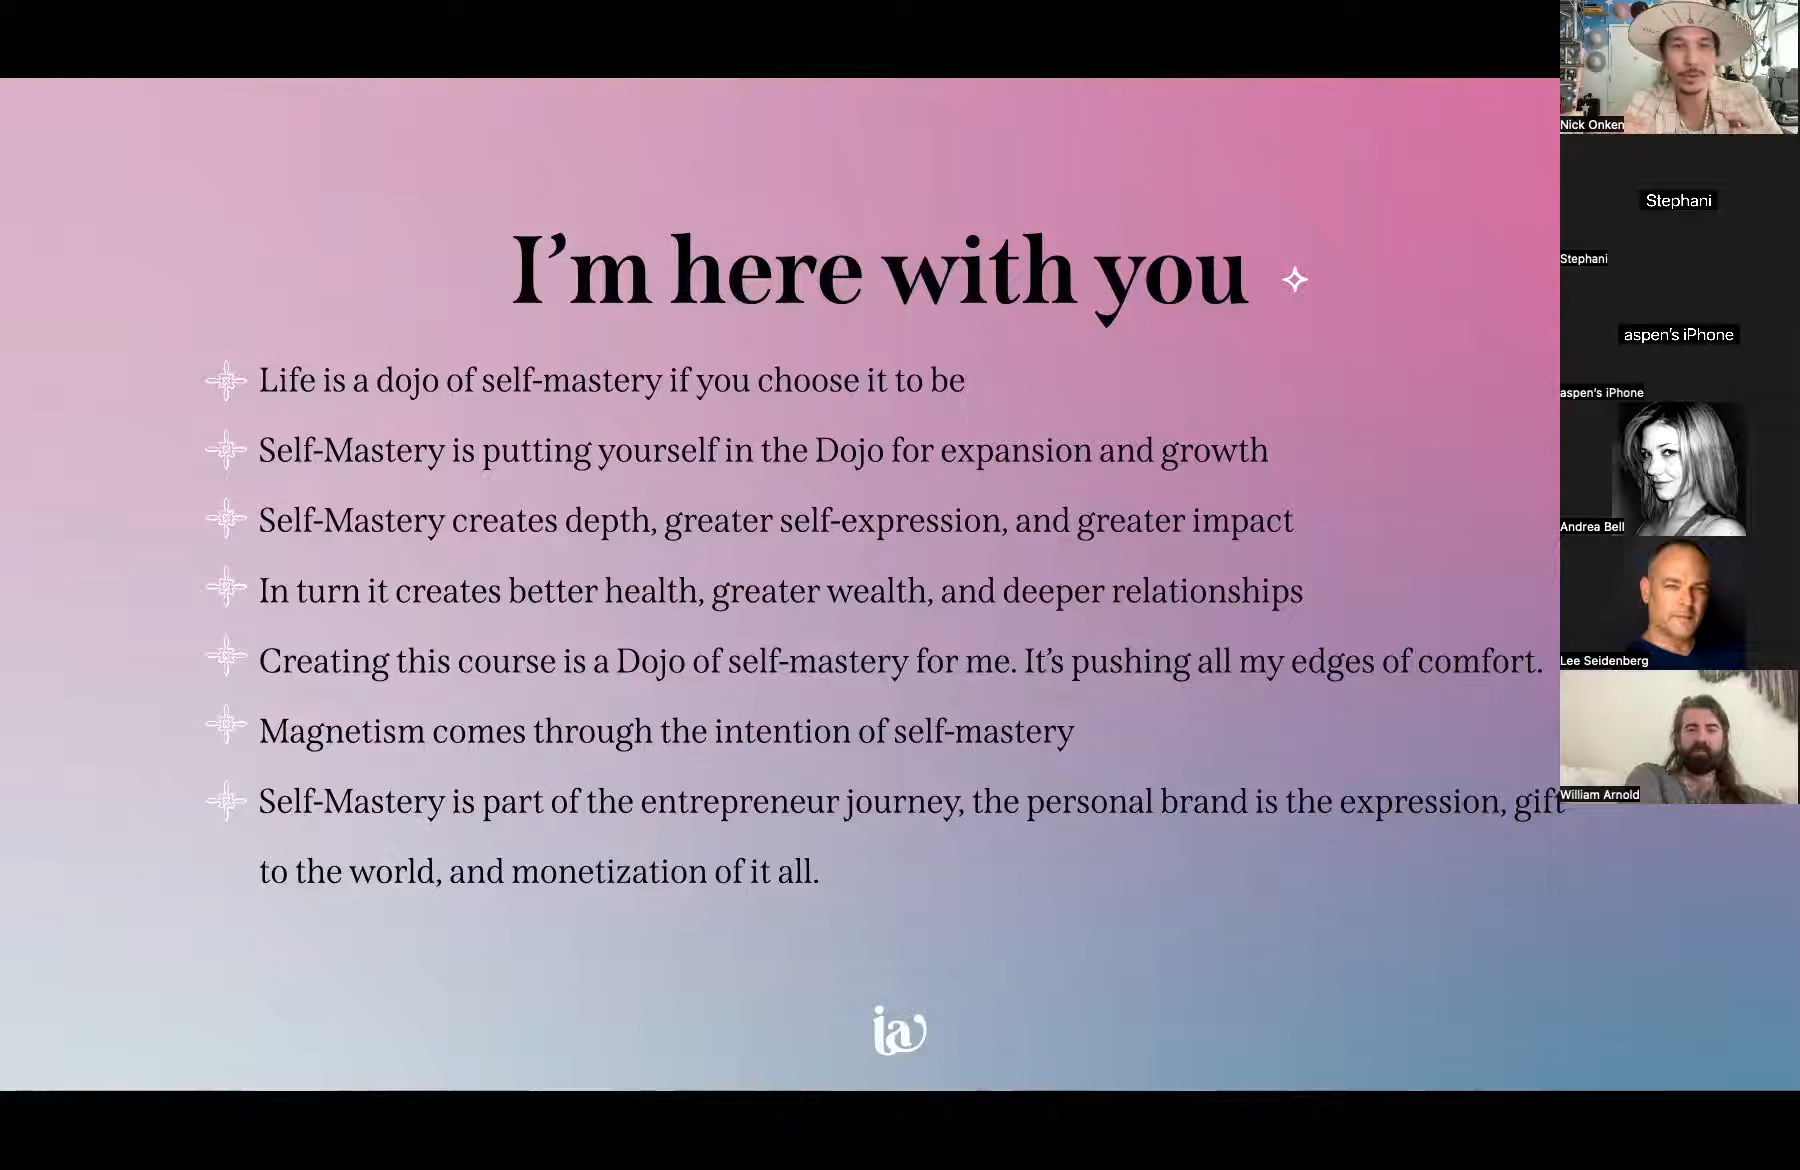 I’m here with you
Life is a dojo of self-mastery if you choose it to be
Self-Mastery is putting yourself in the Dojo for expansion and growth
Self-Mastery creates depth, greater self-expression, and greater impact
In turn it creates better health, greater wealth, and deeper relationships
Creating this course is a Dojo of self-mastery for me. It’s pushing all my edges of comfort.
Magnetism comes through the intention of self-mastery
Self-Mastery is part of the entrepreneur journey, the personal brand is the expression, gift
to the world, and monetization of it all.
ia
Nick Onken
Stephani
Stephani
aspen’s iPhone
aspen’s iPhone
Andrea Bell
Lee Seidenberg
William Arnold